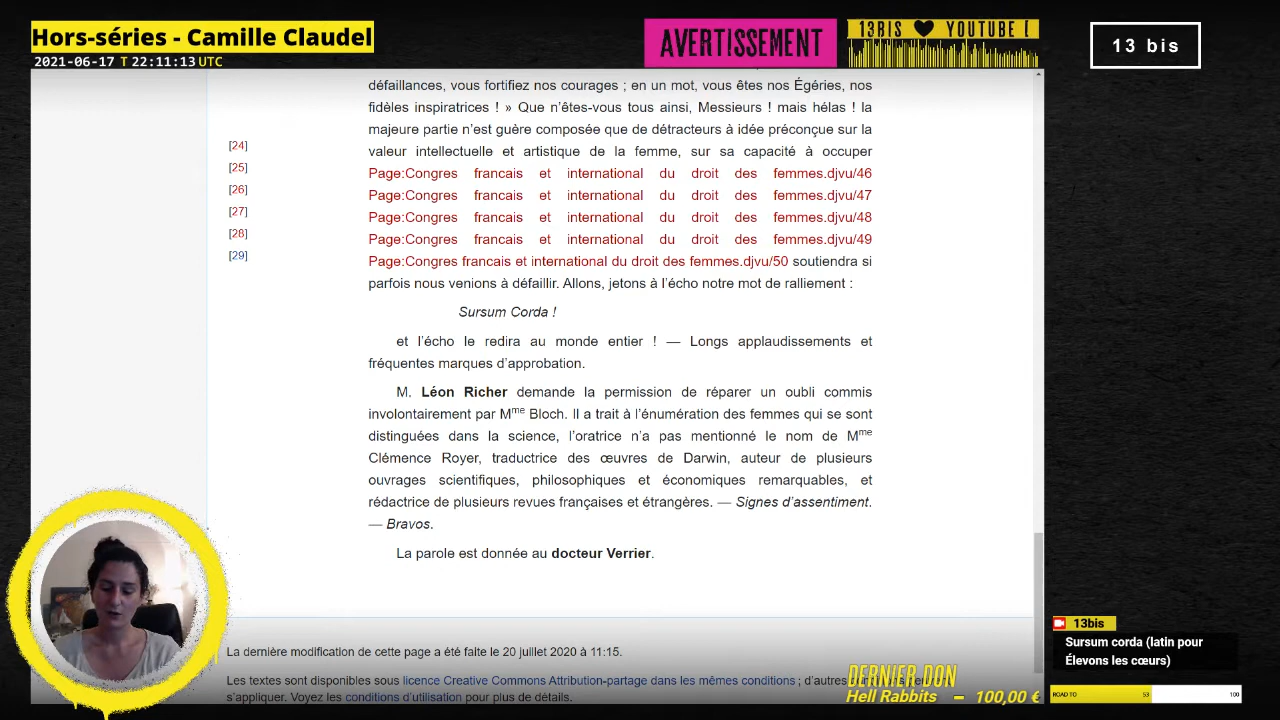 Hors-séries - Camille Claudel
2021-06-17 T 22:11:13 UTC
AVERTISSEMENT
13BIS ♥ YOUTUBE [
13 bis
défaillances, vous fortifiez nos courages ; en un mot, vous êtes nos Égéries, nos
fidèles inspiratrices ! » Que n’êtes-vous tous ainsi, Messieurs ! mais hélas ! la
majeure partie n’est guère composée que de détracteurs à idée préconçue sur la
valeur intellectuelle et artistique de la femme, sur sa capacité à occuper
[24]
[25]
[26]
[27]
[28]
[29]
Page:Congres francais et international du droit des femmes.djvu/46
Page:Congres francais et international du droit des femmes.djvu/47
Page:Congres francais et international du droit des femmes.djvu/48
Page:Congres francais et international du droit des femmes.djvu/49
Page:Congres francais et international du droit des femmes.djvu/50 soutiendra si
parfois nous venions à défaillir. Allons, jetons à l’écho notre mot de ralliement :
Sursum Corda !
et l’écho le redira au monde entier ! — Longs applaudissements et
fréquentes marques d’approbation.
M. Léon Richer demande la permission de réparer un oubli commis
involontairement par Mme Bloch. Il a trait à l’énumération des femmes qui se sont
distinguées dans la science, l’oratrice n’a pas mentionné le nom de Mme
Clémence Royer, traductrice des œuvres de Darwin, auteur de plusieurs
ouvrages scientifiques, philosophiques et économiques remarquables, et
rédactrice de plusieurs revues françaises et étrangères. — Signes d’assentiment.
— Bravos.
La parole est donnée au docteur Verrier.
La dernière modification de cette page a été faite le 20 juillet 2020 à 11:15.
Les textes sont disponibles sous licence Creative Commons Attribution-partage dans les mêmes conditions ; d’autres
s’appliquer. Voyez les conditions d’utilisation pour plus de détails.
DERNIER DON
Hell Rabbits – 100,00 €
13bis
Sursum corda (latin pour
Élevons les cœurs)
ROAD TO 53 100